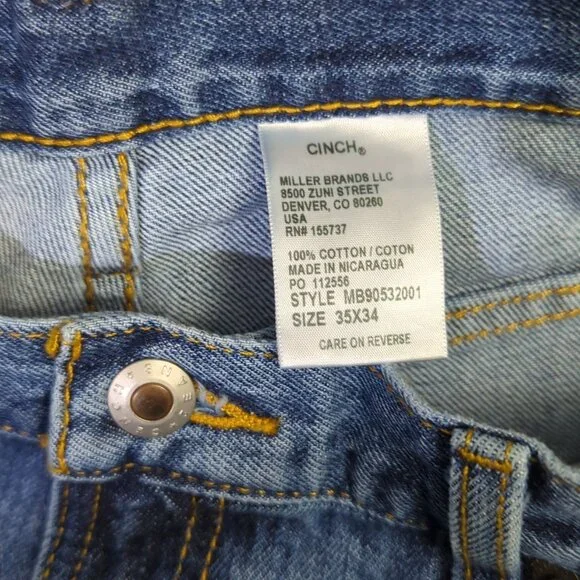 CINCH®
MILLER BRANDS LLC
8500 ZUNI STREET
DENVER, CO 80260
USA
RN# 155737
100% COTTON / COTON
MADE IN NICARAGUA
PO 112556
STYLE MB90532001
SIZE 35X34
CARE ON REVERSE